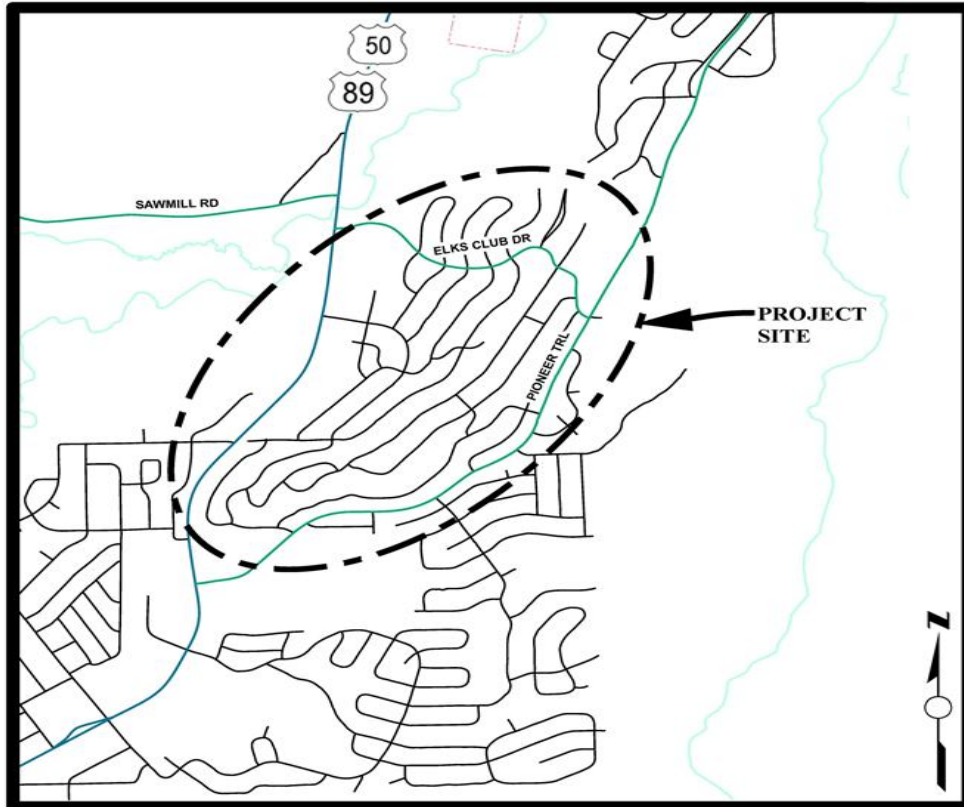 50
89
SAWMILL RD
ELKS CLUB DR
PROJECT
SITE
PIONEER TRL
N